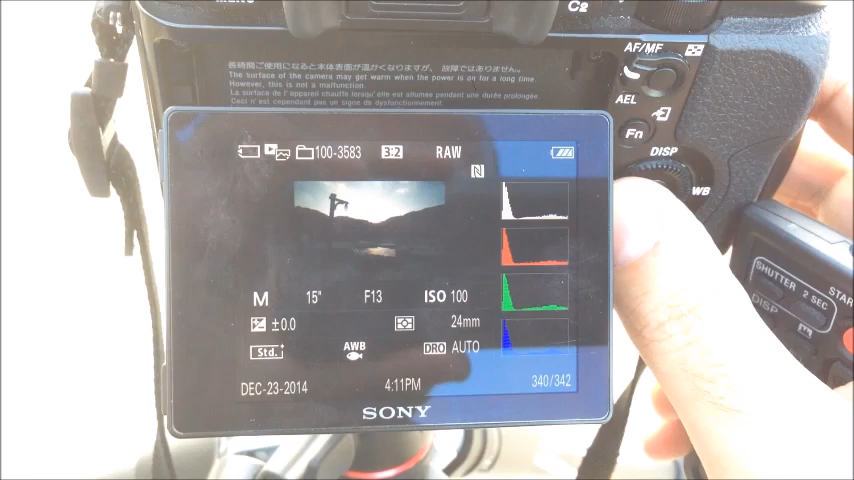 C2
AF/MF
長時間ご使用になると本体表面が温かくなりますが、故障ではありません。
The surface of the camera may get warm when the power is on for a long time.
However, this is not a malfunction.
La surface de l'appareil chauffe lorsqu'elle est allumée pendant une durée prolongée.
Ceci n'est cependant pas un signe de dysfonctionnement.
AEL
Fn
DISP
WB
100-3583 3:2 RAW
N
M 15" F13 ISO 100
±0.0 24mm
Std. AWB DRO AUTO
DEC-23-2014 4:11PM 340/342
SONY
SHUTTER 2 SEC
STAR
DISP